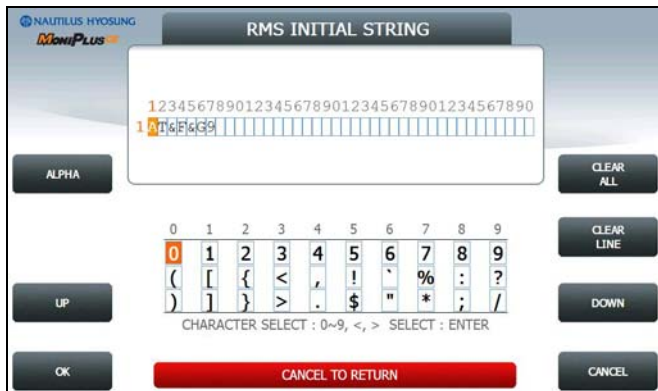 NAUTILUS HYOSUNG
MoniPlus
RMS INITIAL STRING
1234567890123456789012345678901234567890
1 AT&F&G9
ALPHA
CLEAR ALL
0 1 2 3 4 5 6 7 8 9
0 1 2 3 4 5 6 7 8 9
( [ { < , ! ` % : ?
) ] } > . $ " * ; /
CLEAR LINE
UP
DOWN
CHARACTER SELECT : 0~9, <, > SELECT : ENTER
OK
CANCEL TO RETURN
CANCEL